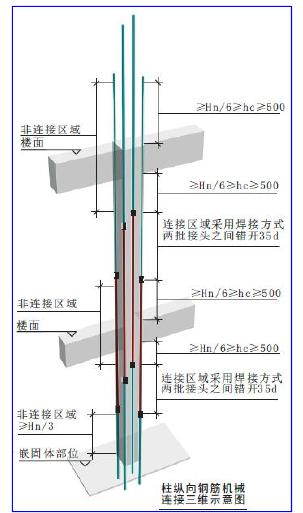 ≥Hn/6≥hc≥500
非连接区域
楼面
≥Hn/6≥hc≥500
连接区域采用焊接方式
两批接头之间错开35d
≥Hn/6≥hc≥500
非连接区域
楼面
≥Hn/6≥hc≥500
连接区域采用焊接方式
两批接头之间错开35d
非连接区域
≥Hn/3
嵌固体部位
柱纵向钢筋机械
连接三维示意图